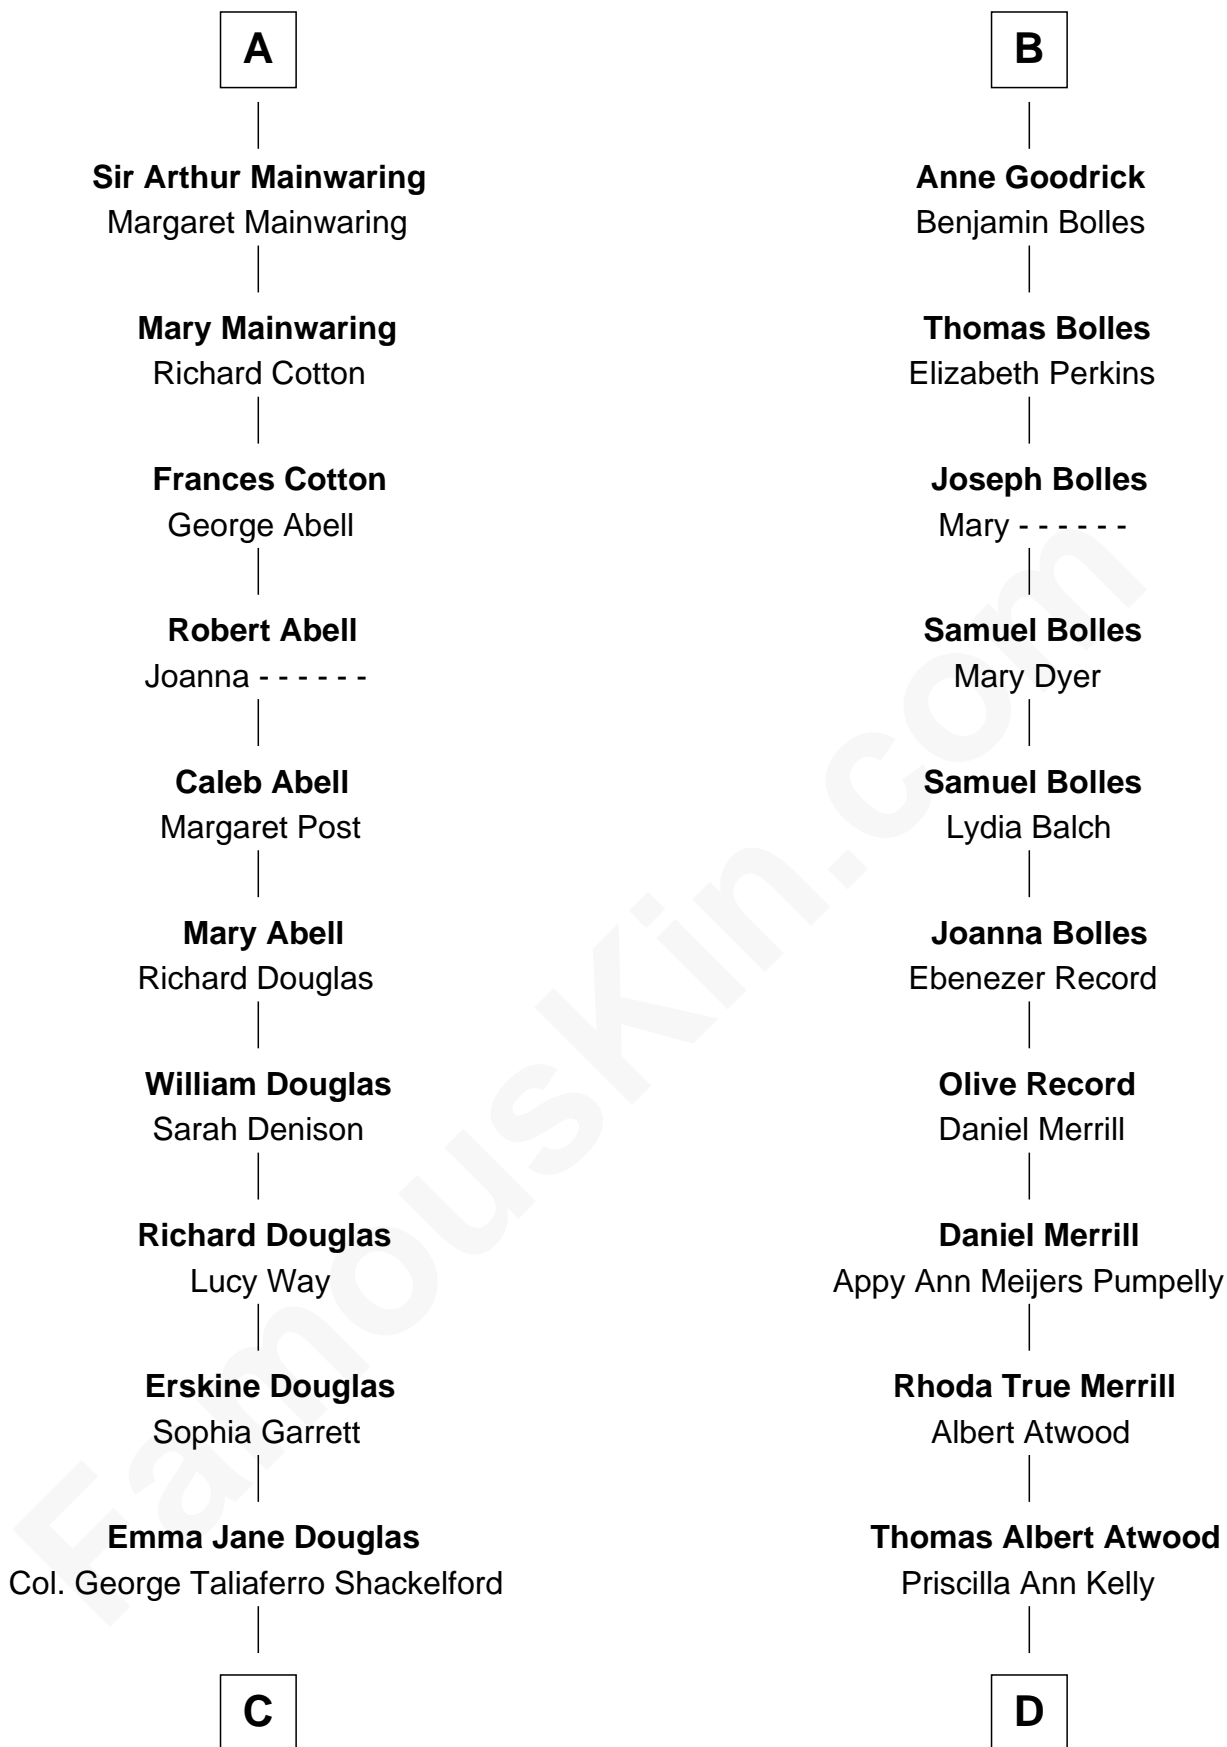 A
Sir Arthur Mainwaring
Margaret Mainwaring
Mary Mainwaring
Richard Cotton
Frances Cotton
George Abell
Robert Abell
Joanna - - - - - -
Caleb Abell
Margaret Post
Mary Abell
Richard Douglas
William Douglas
Sarah Denison
Richard Douglas
Lucy Way
Erskine Douglas
Sophia Garrett
Emma Jane Douglas
Col. George Taliaferro Shackelford
C
B
Anne Goodrick
Benjamin Bolles
Thomas Bolles
Elizabeth Perkins
Joseph Bolles
Mary - - - - - -
Samuel Bolles
Mary Dyer
Samuel Bolles
Lydia Balch
Joanna Bolles
Ebenezer Record
Olive Record
Daniel Merrill
Daniel Merrill
Appy Ann Meijers Pumpelly
Rhoda True Merrill
Albert Atwood
Thomas Albert Atwood
Priscilla Ann Kelly
D
FamousKin.com